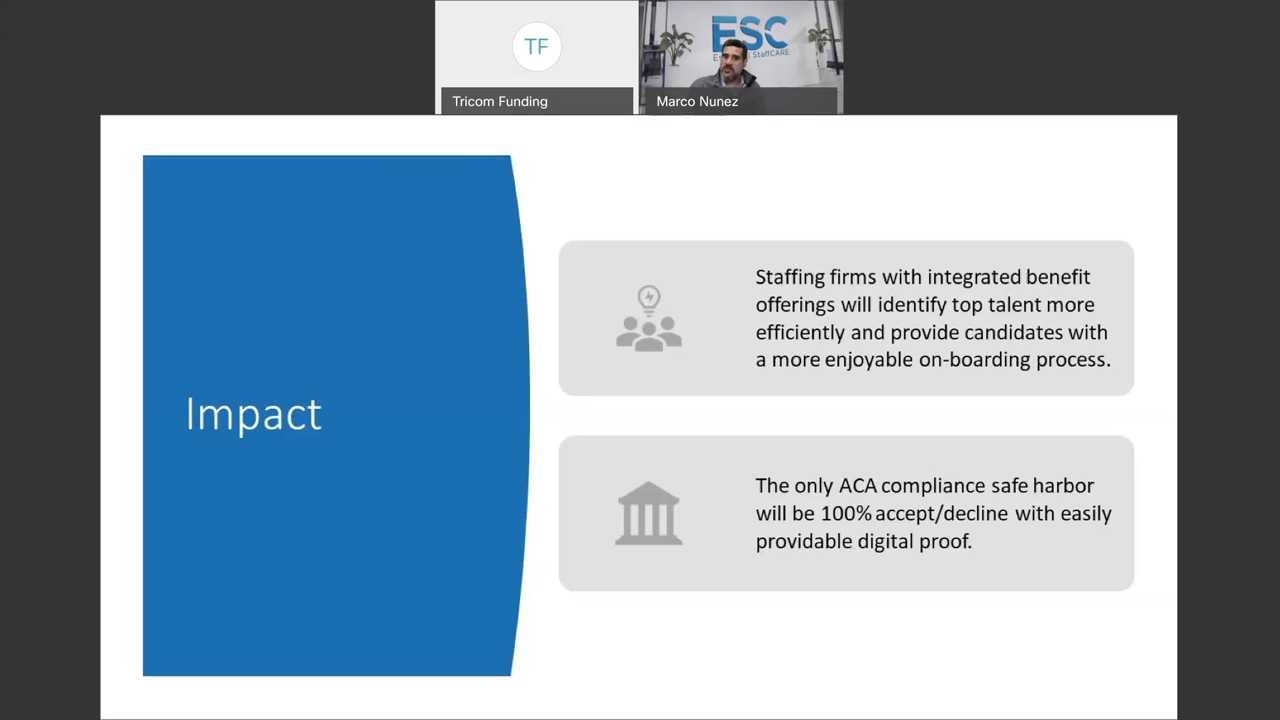 TF
Tricom Funding
ESC
StaffCARE
Marco Nunez
Impact
Staffing firms with integrated benefit
offerings will identify top talent more
efficiently and provide candidates with
a more enjoyable on-boarding process.
The only ACA compliance safe harbor
will be 100% accept/decline with easily
providable digital proof.